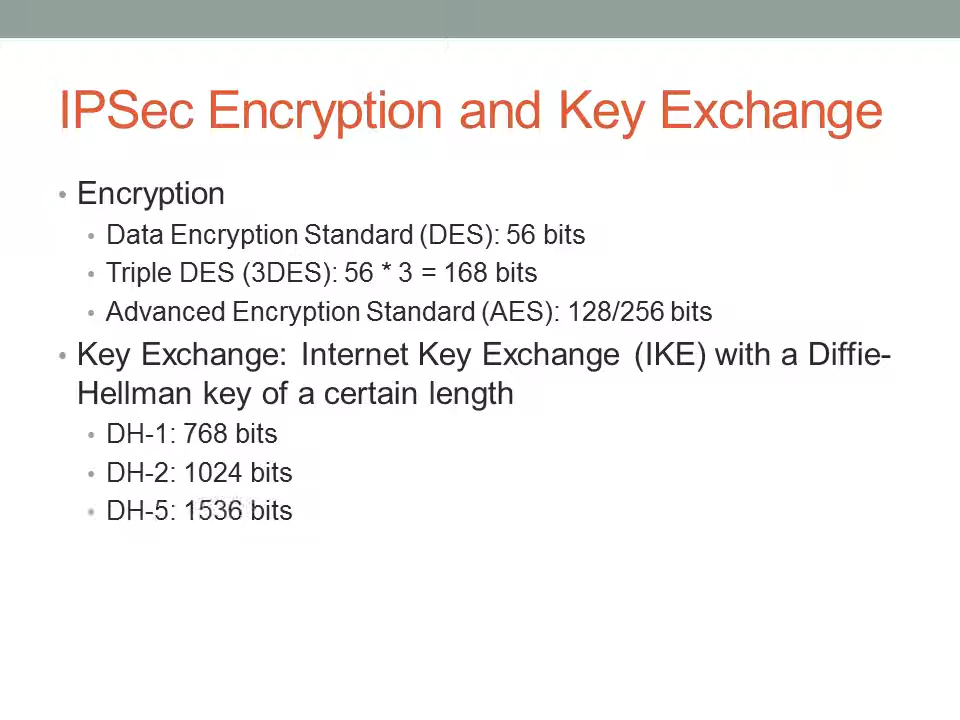 IPSec Encryption and Key Exchange
• Encryption
• Data Encryption Standard (DES): 56 bits
• Triple DES (3DES): 56 * 3 = 168 bits
• Advanced Encryption Standard (AES): 128/256 bits
• Key Exchange: Internet Key Exchange (IKE) with a Diffie-
Hellman key of a certain length
• DH-1: 768 bits
• DH-2: 1024 bits
• DH-5: 1536 bits